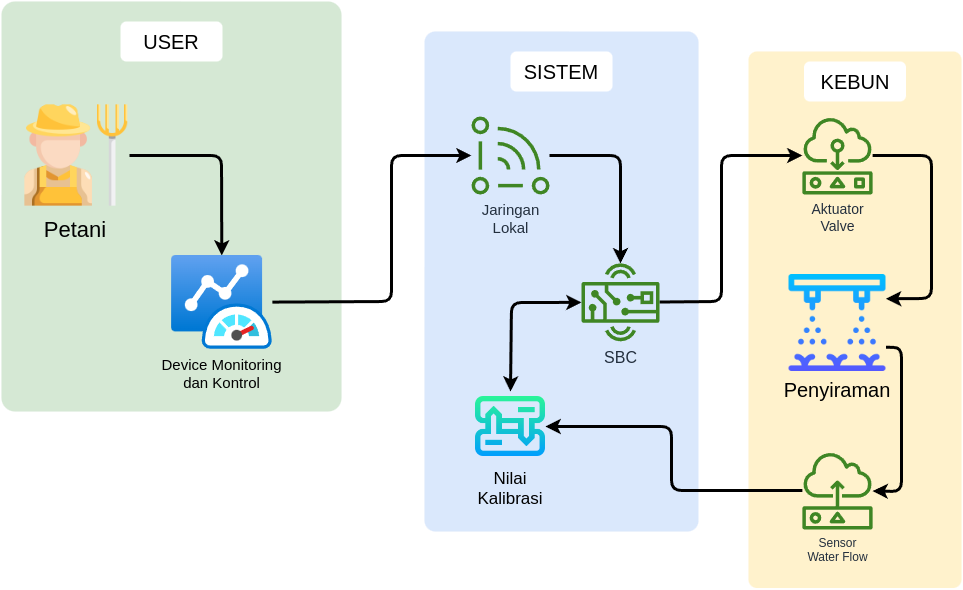 USER
Petani
Device Monitoring
dan Kontrol
SISTEM
Jaringan
Lokal
SBC
Nilai
Kalibrasi
KEBUN
Aktuator
Valve
Penyiraman
Sensor
Water Flow